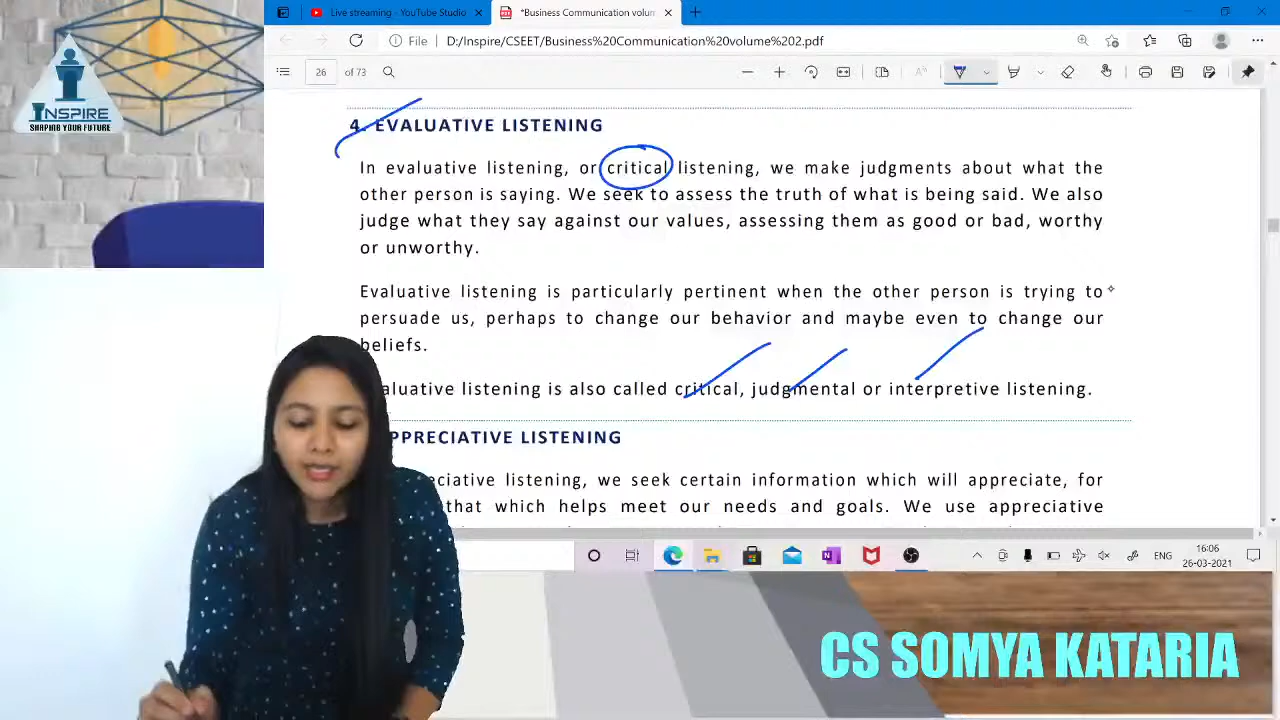 Live streaming - YouTube Studio
*Business Communication volum
File
D:/Inspire/CSEET/Business%20Communication%20volume%202.pdf
26 of 73
INSPIRE
SHAPING YOUR FUTURE
4. EVALUATIVE LISTENING
In evaluative listening, or critical listening, we make judgments about what the
other person is saying. We seek to assess the truth of what is being said. We also
judge what they say against our values, assessing them as good or bad, worthy
or unworthy.
Evaluative listening is particularly pertinent when the other person is trying to
persuade us, perhaps to change our behavior and maybe even to change our
beliefs.
aluative listening is also called critical, judgmental or interpretive listening.
PPRECIATIVE LISTENING
eciative listening, we seek certain information which will appreciate, for
that which helps meet our needs and goals. We use appreciative
ENG
16:06
26-03-2021
CS SOMYA KATARIA